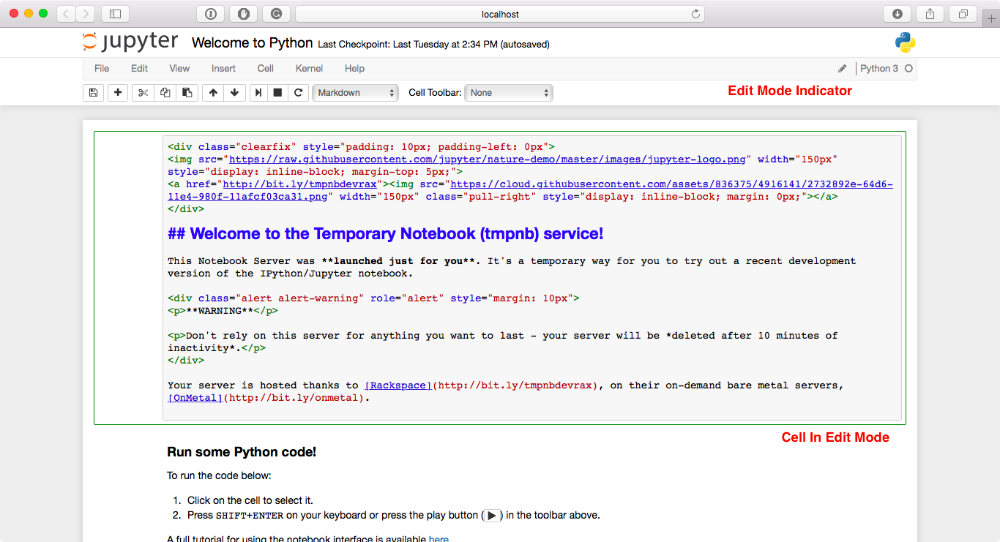 localhost
jupyter Welcome to Python Last Checkpoint: Last Tuesday at 2:34 PM (autosaved)
File Edit View Insert Cell Kernel Help Python 3
Markdown Cell Toolbar: None
Edit Mode Indicator
<div class="clearfix" style="padding: 10px; padding-left: 0px">
<img src="https://raw.githubusercontent.com/jupyter/nature-demo/master/images/jupyter-logo.png" width="150px"
style="display: inline-block; margin-top: 5px;">
<a href="http://bit.ly/tmpnbdevrax"><img src="https://cloud.githubusercontent.com/assets/836375/4916141/2732892e-64d6-
11e4-980f-11afcf03ca31.png" width="150px" class="pull-right" style="display: inline-block; margin: 0px;"></a>
</div>
## Welcome to the Temporary Notebook (tmpnb) service!
This Notebook Server was **launched just for you**. It's a temporary way for you to try out a recent development
version of the IPython/Jupyter notebook.
<div class="alert alert-warning" role="alert" style="margin: 10px">
<p>**WARNING**</p>
<p>Don't rely on this server for anything you want to last - your server will be *deleted after 10 minutes of
inactivity*.</p>
</div>
Your server is hosted thanks to [Rackspace](http://bit.ly/tmpnbdevrax), on their on-demand bare metal servers,
[OnMetal](http://bit.ly/onmetal).
Cell In Edit Mode
Run some Python code!
To run the code below:
1. Click on the cell to select it.
2. Press SHIFT+ENTER on your keyboard or press the play button (▶) in the toolbar above.
A full tutorial for using the notebook interface is available here